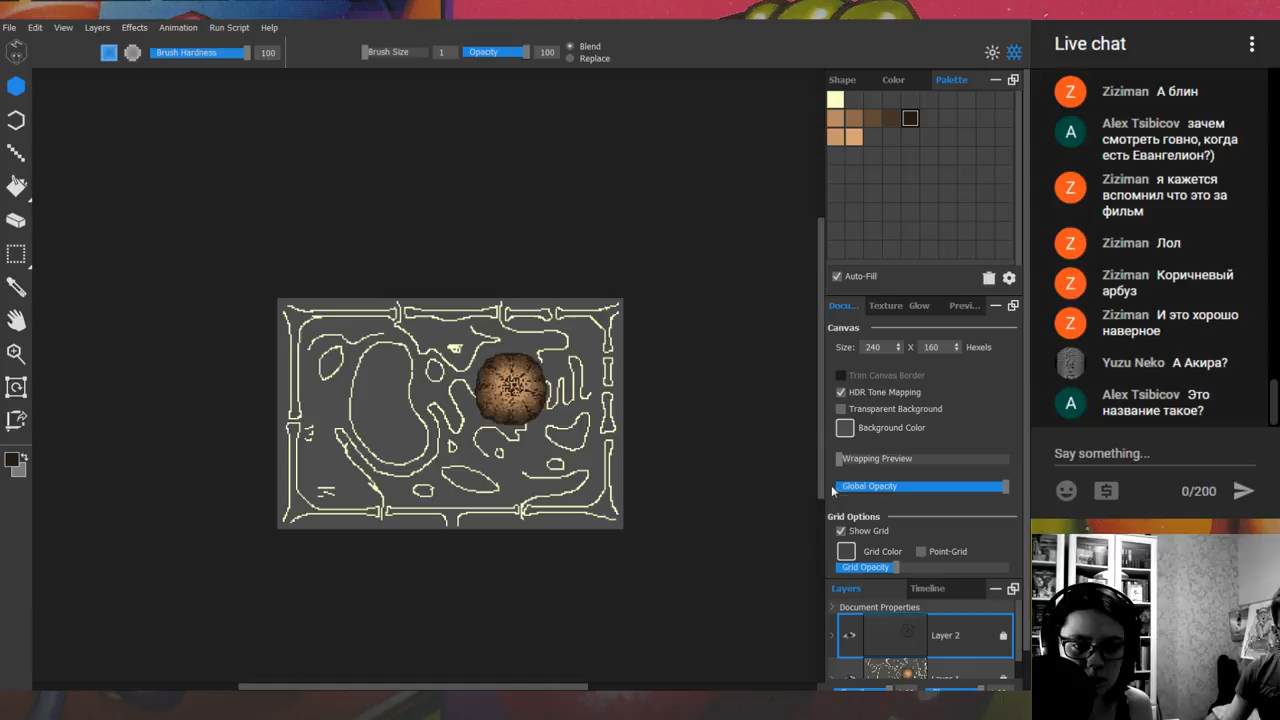 File Edit View Layers Effects Animation Run Script Help
Brush Hardness 100
Brush Size 1
Opacity 100
Blend
Replace
Shape Color Palette
Auto-Fill
Docu... Texture Glow Previ...
Canvas
Size: 240 X 160 Hexels
Trim Canvas Border
HDR Tone Mapping
Transparent Background
Background Color
Wrapping Preview
Global Opacity
Grid Options
Show Grid
Grid Color Point-Grid
Grid Opacity
Layers Timeline
Document Properties
Layer 2
Live chat
Z Ziziman А блин
A Alex Tsibicov зачем
смотреть говно, когда
есть Евангелион?)
Z Ziziman я кажется
вспомнил что это за
фильм
Z Ziziman Лол
Z Ziziman Коричневый
арбуз
Z Ziziman И это хорошо
наверное
Yuzu Neko А Акира?
A Alex Tsibicov Это
название такое?
Say something...
0/200